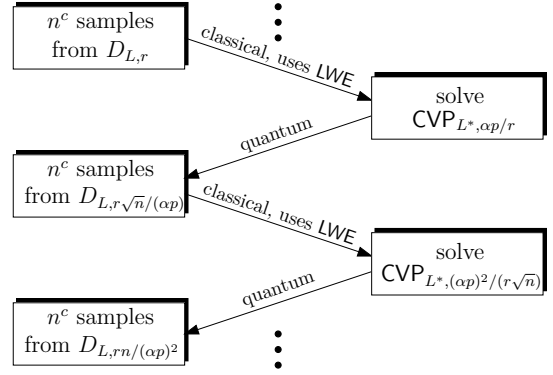 n^c samples
from D_{L,r}
classical, uses LWE
solve
CVP_{L*,αp/r}
quantum
n^c samples
from D_{L,r√n/(αp)}
classical, uses LWE
solve
CVP_{L*,(αp)^2/(r√n)}
quantum
n^c samples
from D_{L,rn/(αp)^2}